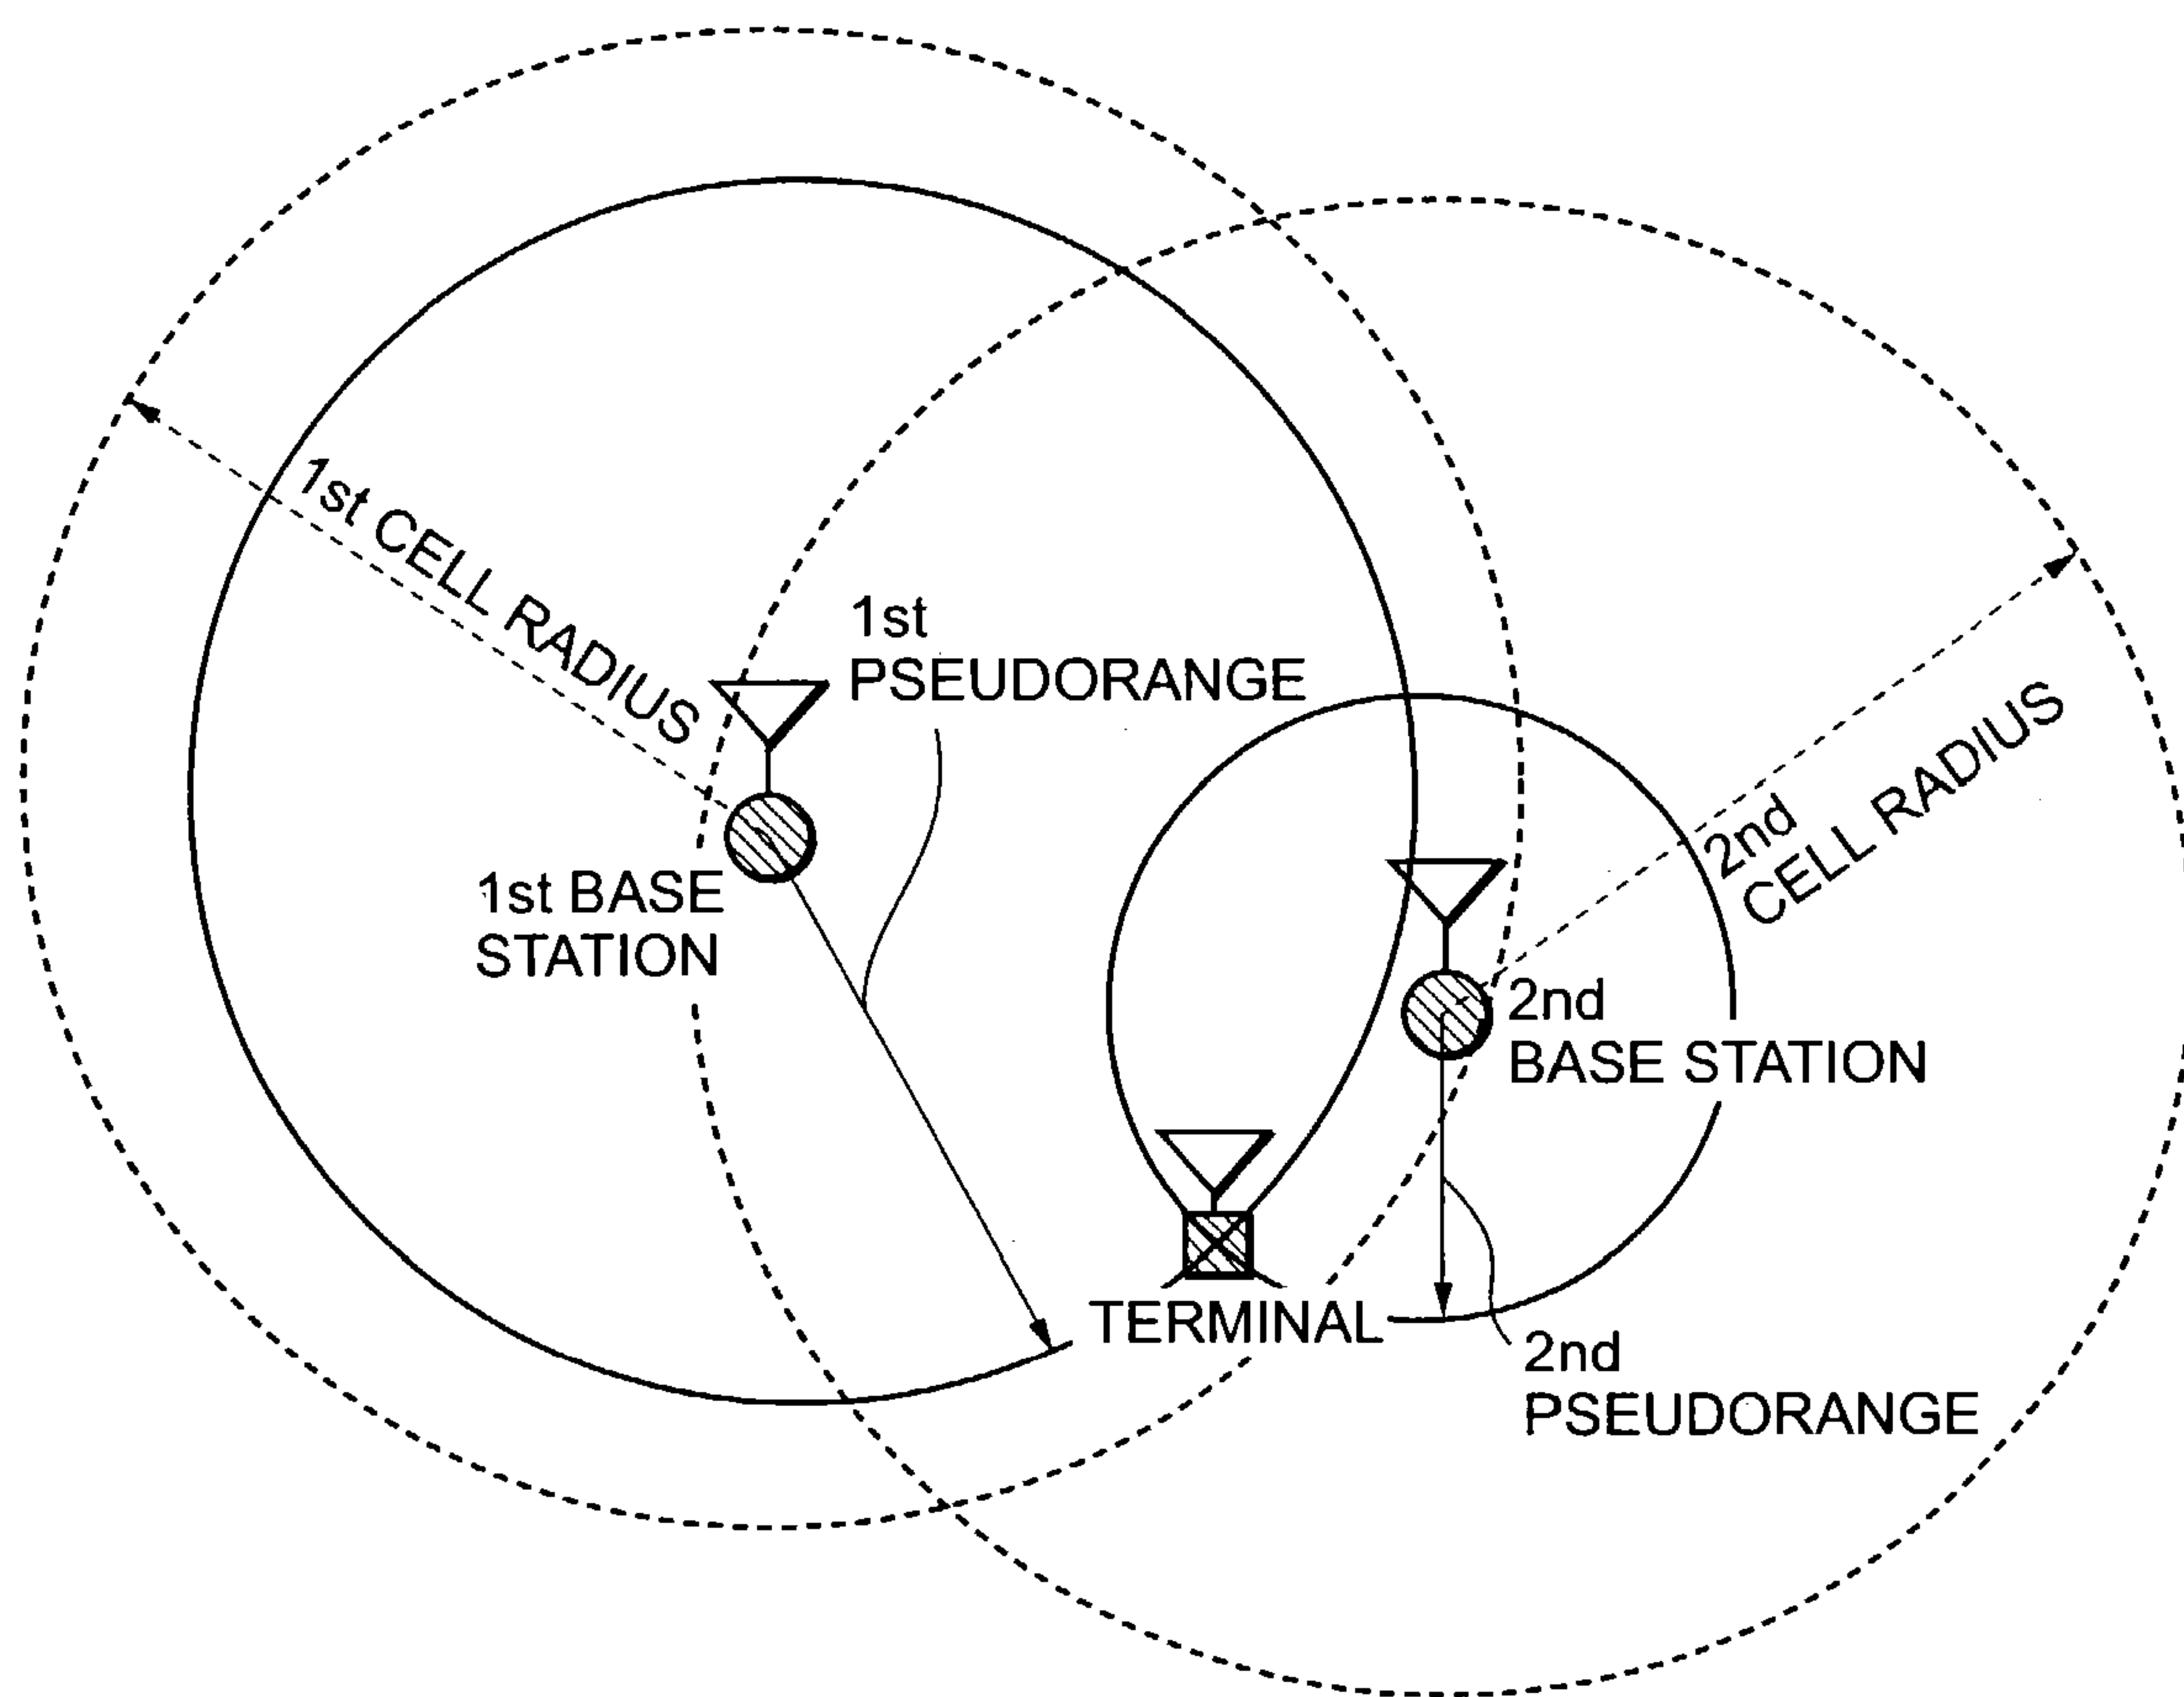 1st CELL RADIUS
1st
PSEUDORANGE
1st BASE
STATION
2nd
CELL RADIUS
2nd
BASE STATION
TERMINAL
2nd
PSEUDORANGE